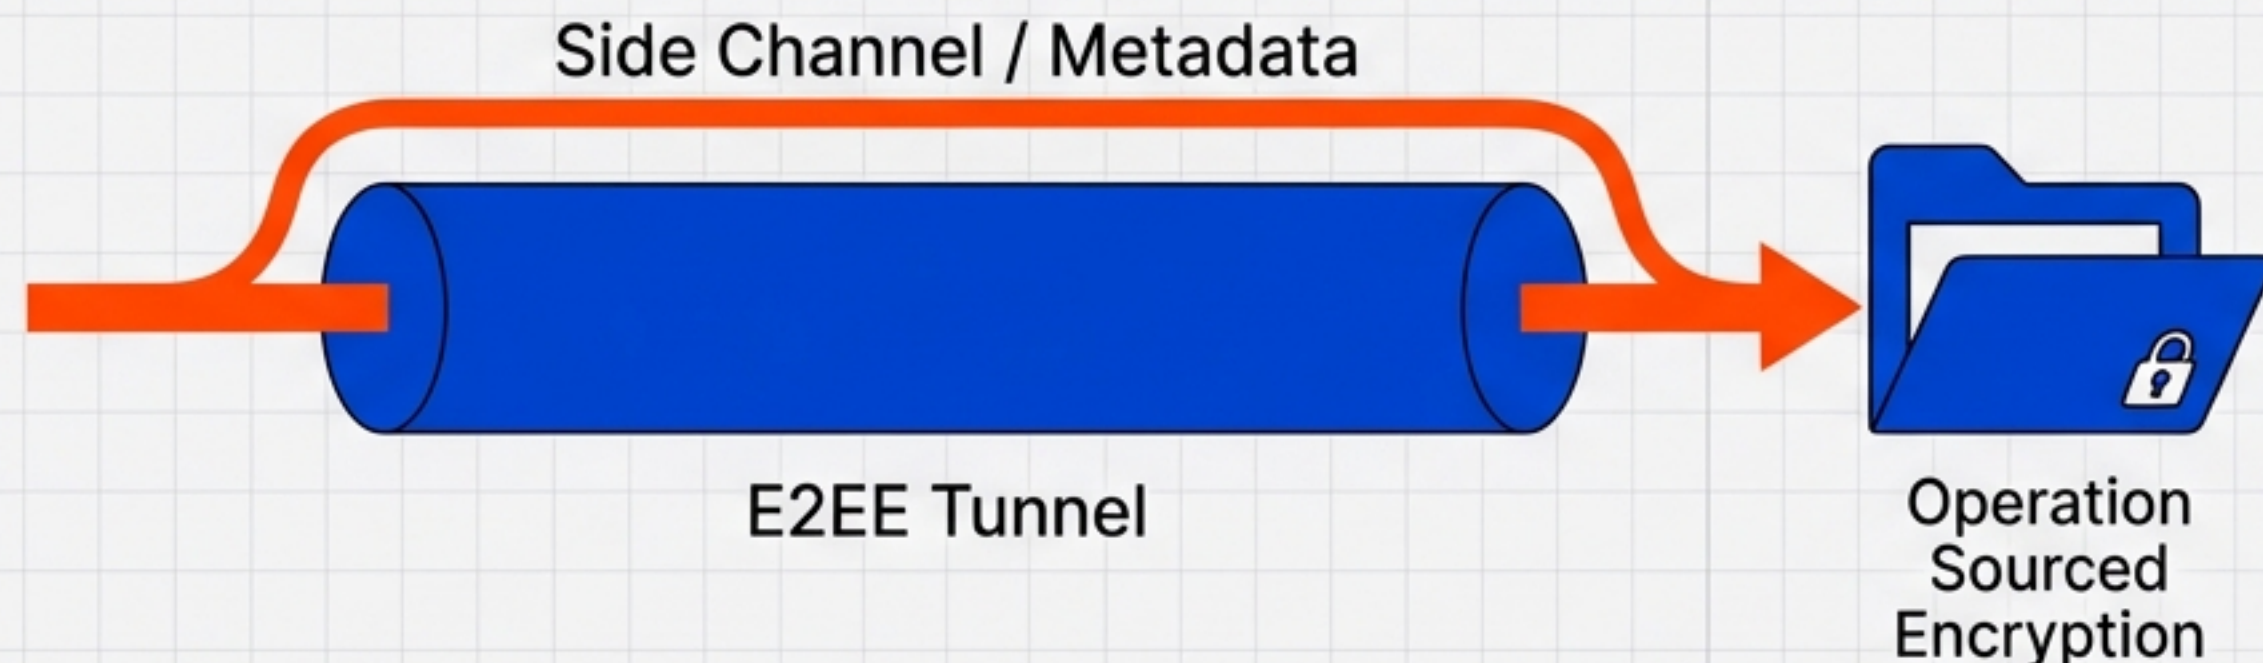 Side Channel / Metadata
E2EE Tunnel
Operation
Sourced
Encryption